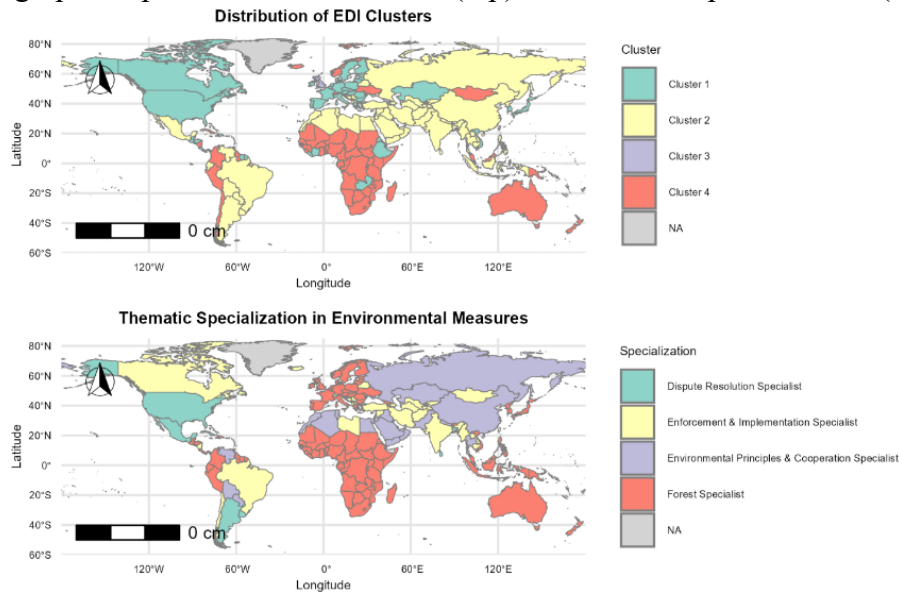 Distribution of EDI Clusters
80°N
60°N
40°N
20°N
0°
20°S
40°S
60°S
Latitude
0 cm
120°W 60°W 0° 60°E 120°E
Longitude
Cluster
Cluster 1
Cluster 2
Cluster 3
Cluster 4
NA
Thematic Specialization in Environmental Measures
80°N
60°N
40°N
20°N
0°
20°S
40°S
60°S
Latitude
0 cm
120°W 60°W 0° 60°E 120°E
Longitude
Specialization
Dispute Resolution Specialist
Enforcement & Implementation Specialist
Environmental Principles & Cooperation Specialist
Forest Specialist
NA